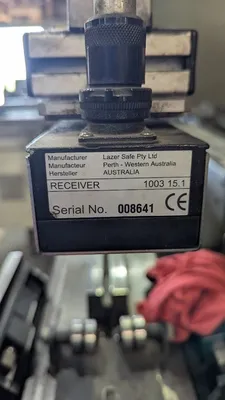 Manufacturer Lazer Safe Pty Ltd
Manufacteur Perth - Western Australia
Hersteller AUSTRALIA
RECEIVER 1003 15.1
Serial No. 008641 CE